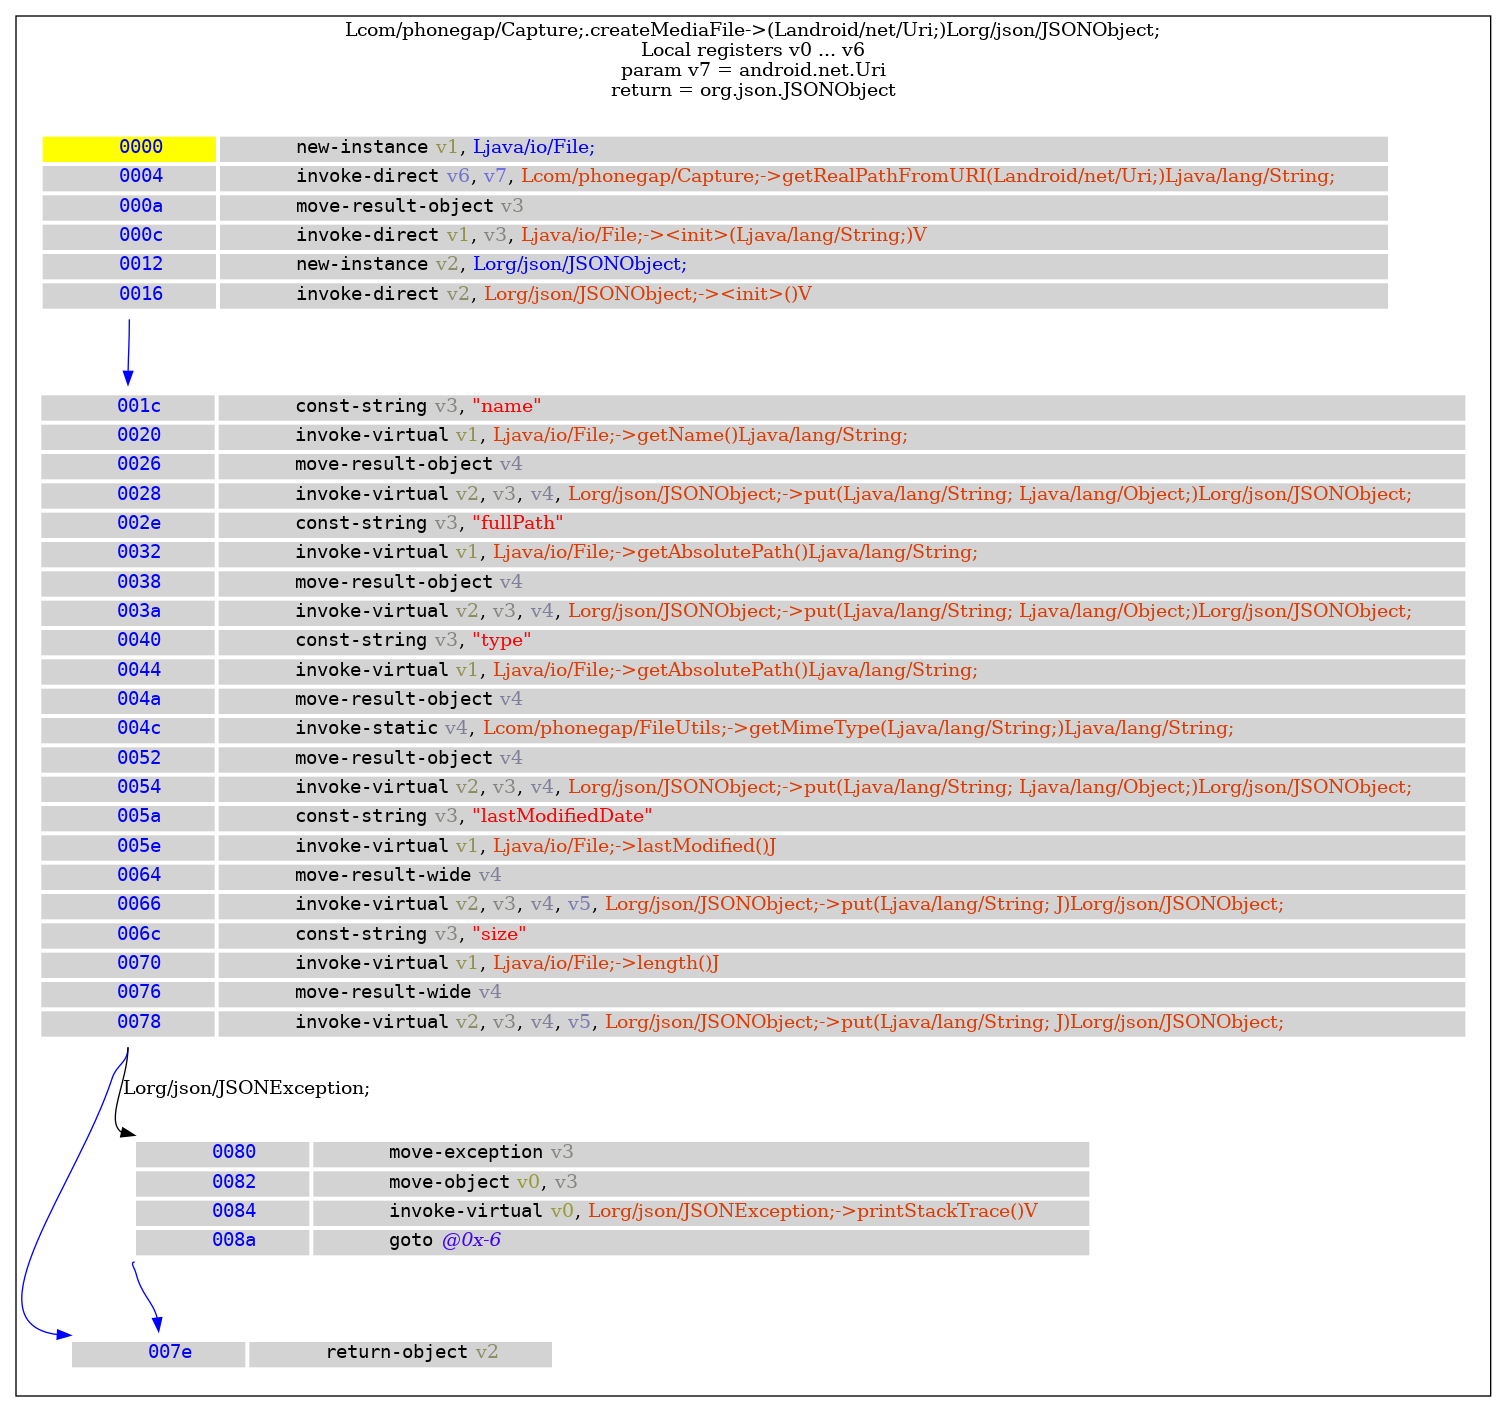 Lcom/phonegap/Capture;.createMediaFile->(Landroid/net/Uri;)Lorg/json/JSONObject;
Local registers v0 ... v6
param v7 = android.net.Uri
return = org.json.JSONObject
0000 new-instance v1, Ljava/io/File;
0004 invoke-direct v6, v7, Lcom/phonegap/Capture;->getRealPathFromURI(Landroid/net/Uri;)Ljava/lang/String;
000a move-result-object v3
000c invoke-direct v1, v3, Ljava/io/File;-><init>(Ljava/lang/String;)V
0012 new-instance v2, Lorg/json/JSONObject;
0016 invoke-direct v2, Lorg/json/JSONObject;-><init>()V
001c const-string v3, "name"
0020 invoke-virtual v1, Ljava/io/File;->getName()Ljava/lang/String;
0026 move-result-object v4
0028 invoke-virtual v2, v3, v4, Lorg/json/JSONObject;->put(Ljava/lang/String; Ljava/lang/Object;)Lorg/json/JSONObject;
002e const-string v3, "fullPath"
0032 invoke-virtual v1, Ljava/io/File;->getAbsolutePath()Ljava/lang/String;
0038 move-result-object v4
003a invoke-virtual v2, v3, v4, Lorg/json/JSONObject;->put(Ljava/lang/String; Ljava/lang/Object;)Lorg/json/JSONObject;
0040 const-string v3, "type"
0044 invoke-virtual v1, Ljava/io/File;->getAbsolutePath()Ljava/lang/String;
004a move-result-object v4
004c invoke-static v4, Lcom/phonegap/FileUtils;->getMimeType(Ljava/lang/String;)Ljava/lang/String;
0052 move-result-object v4
0054 invoke-virtual v2, v3, v4, Lorg/json/JSONObject;->put(Ljava/lang/String; Ljava/lang/Object;)Lorg/json/JSONObject;
005a const-string v3, "lastModifiedDate"
005e invoke-virtual v1, Ljava/io/File;->lastModified()J
0064 move-result-wide v4
0066 invoke-virtual v2, v3, v4, v5, Lorg/json/JSONObject;->put(Ljava/lang/String; J)Lorg/json/JSONObject;
006c const-string v3, "size"
0070 invoke-virtual v1, Ljava/io/File;->length()J
0076 move-result-wide v4
0078 invoke-virtual v2, v3, v4, v5, Lorg/json/JSONObject;->put(Ljava/lang/String; J)Lorg/json/JSONObject;
Lorg/json/JSONException;
0080 move-exception v3
0082 move-object v0, v3
0084 invoke-virtual v0, Lorg/json/JSONException;->printStackTrace()V
008a goto @0x-6
007e return-object v2